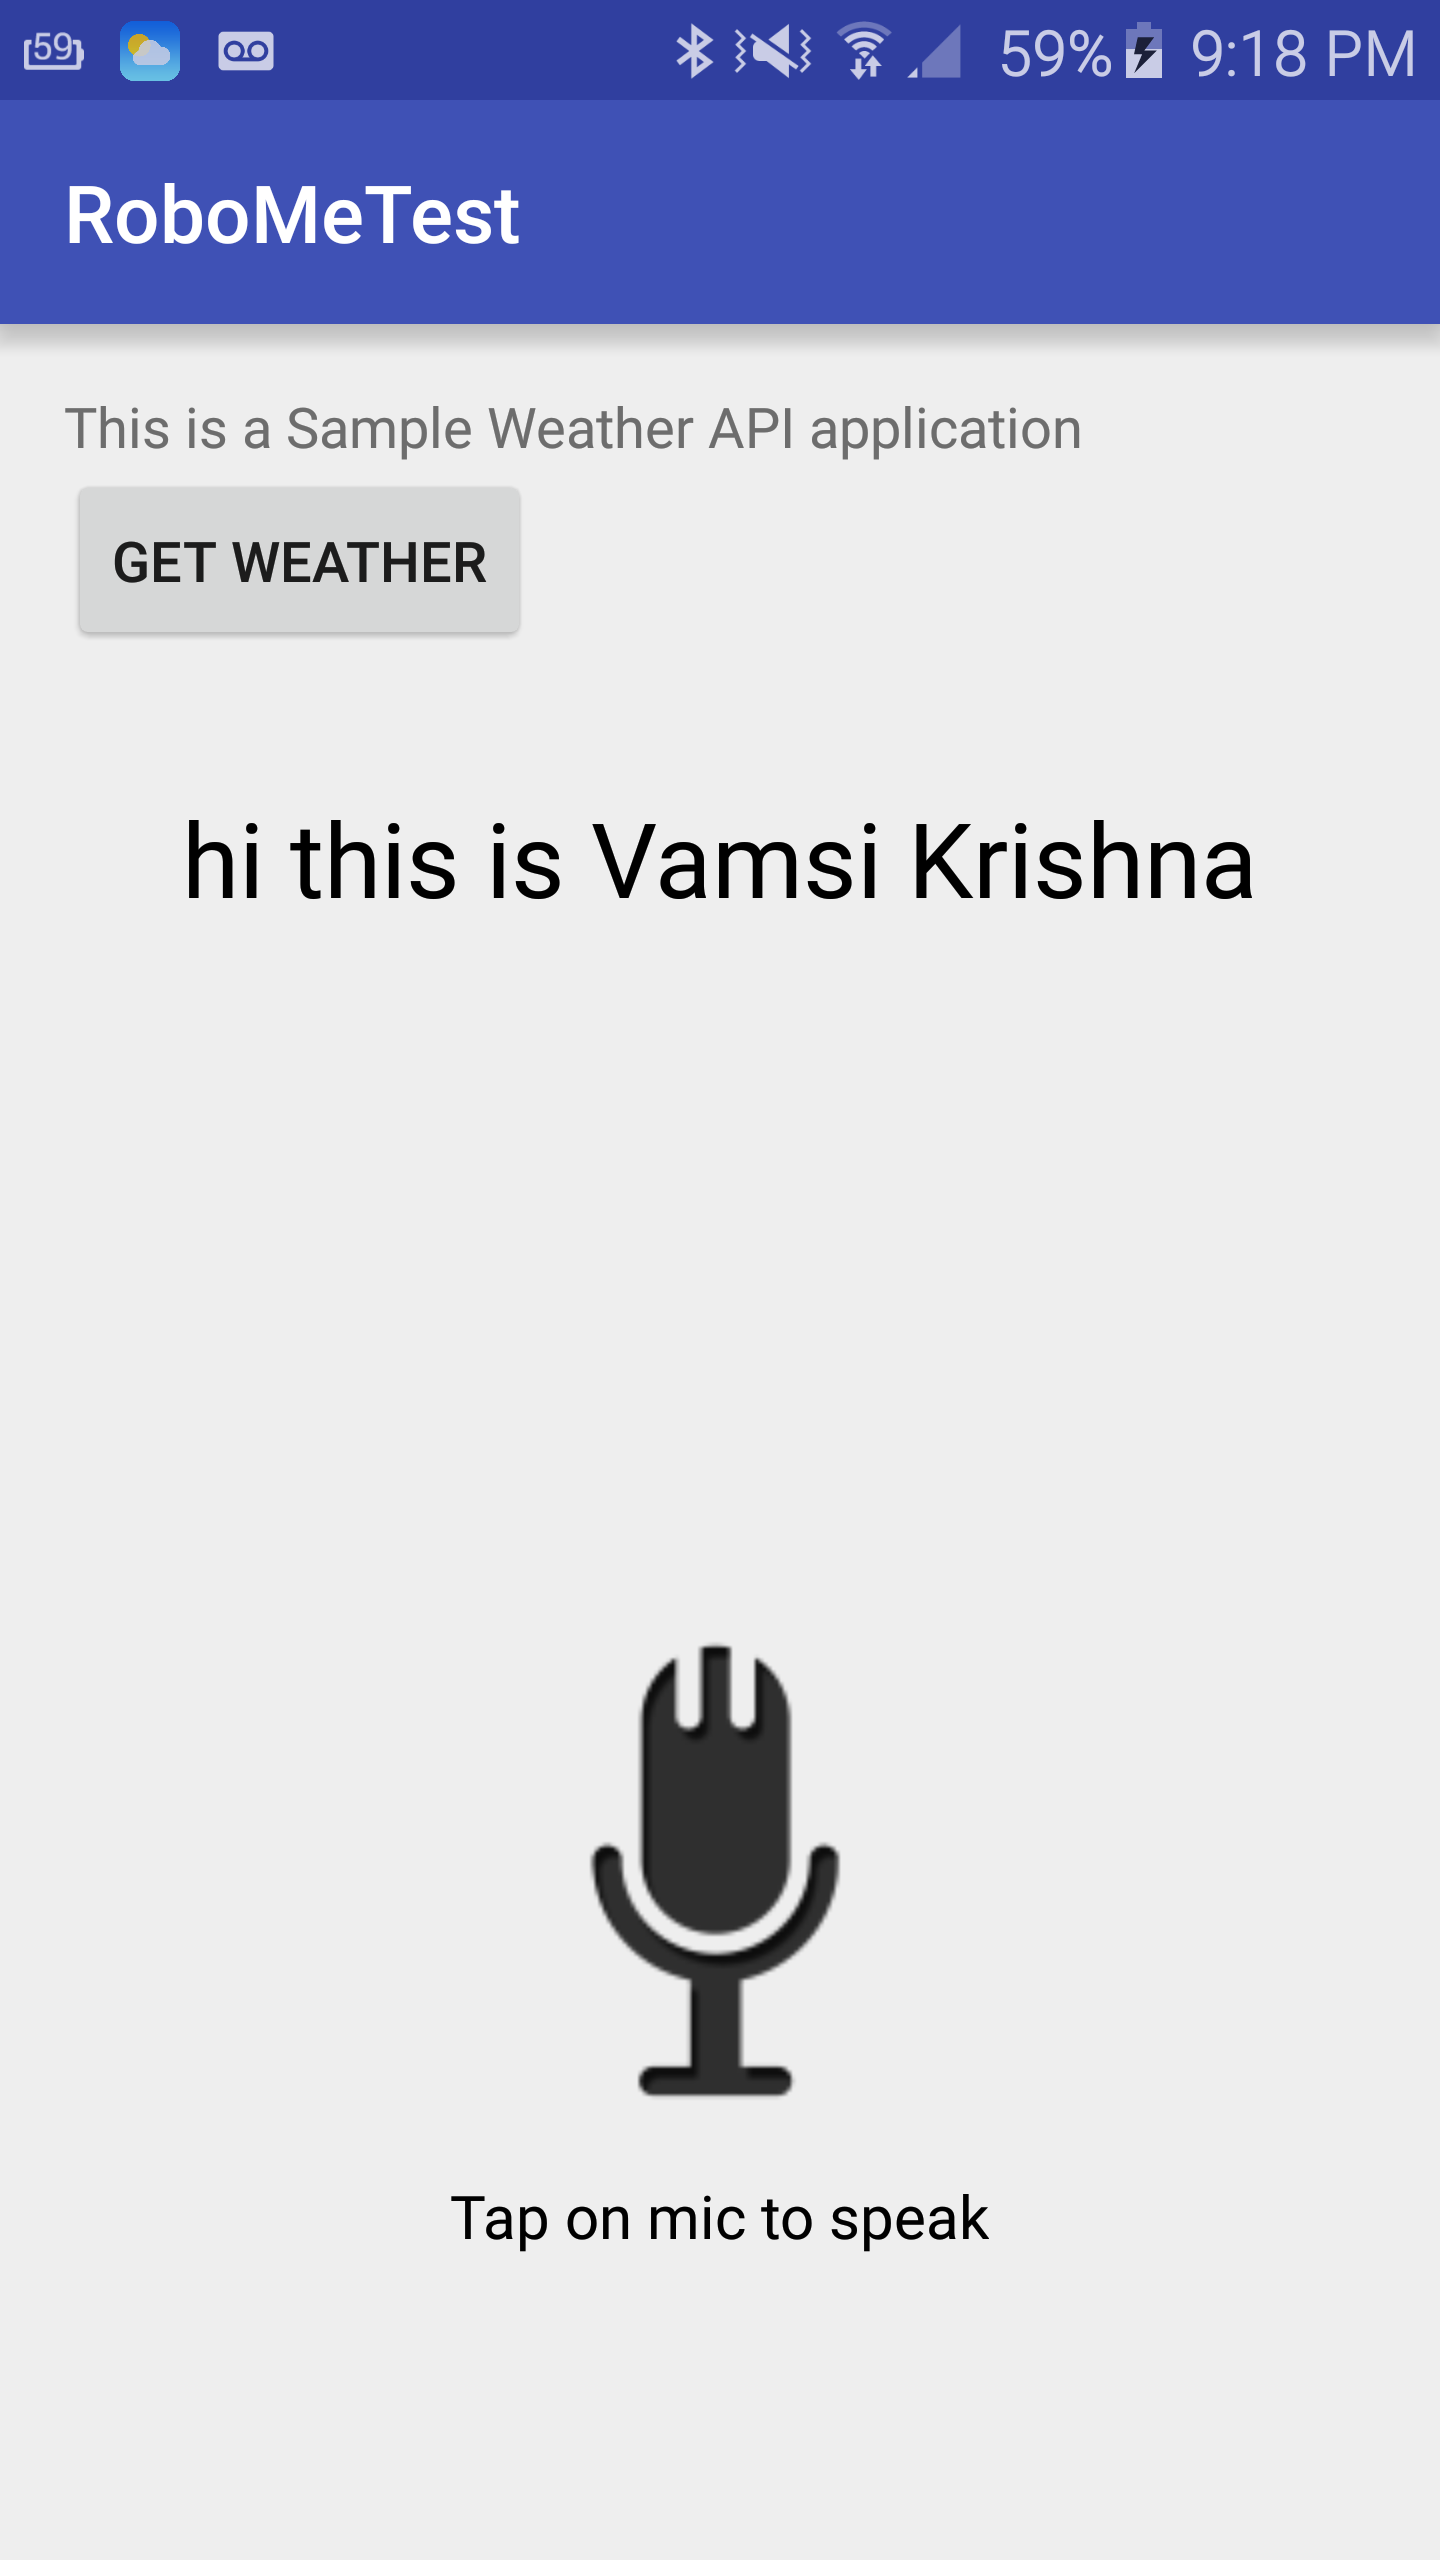 59 59% 9:18 PM
RoboMeTest
This is a Sample Weather API application
GET WEATHER
hi this is Vamsi Krishna
Tap on mic to speak